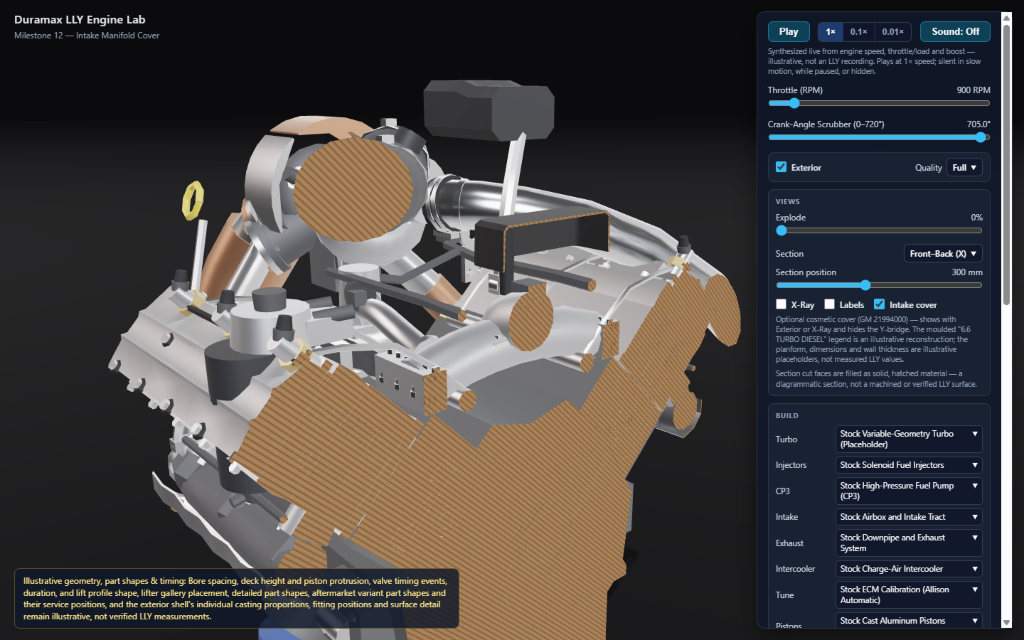 Duramax LLY Engine Lab
Milestone 12 — Intake Manifold Cover
Play
1×
0.1×
0.01×
Sound: Off
Synthesized live from engine speed, throttle/load and boost —
illustrative, not an LLY recording. Plays at 1× speed; silent in slow
motion, while paused, or hidden.
Throttle (RPM)
900 RPM
Crank-Angle Scrubber (0–720°)
705.0°
Exterior
Quality
Full
VIEWS
Explode
0%
Section
Front–Back (X)
Section position
300 mm
X-Ray
Labels
Intake cover
Optional cosmetic cover (GM 21994000) — shows with
Exterior or X-Ray and hides the Y-bridge. The moulded "6.6
TURBO DIESEL" legend is an illustrative reconstruction; the
planform, dimensions and wall thickness are illustrative
placeholders, not measured LLY values.
Section cut faces are filled as solid, hatched material — a
diagrammatic section, not a machined or verified LLY surface.
BUILD
Turbo
Stock Variable-Geometry Turbo
(Placeholder)
Injectors
Stock Solenoid Fuel Injectors
CP3
Stock High-Pressure Fuel Pump
(CP3)
Intake
Stock Airbox and Intake Tract
Exhaust
Stock Downpipe and Exhaust
System
Intercooler
Stock Charge-Air Intercooler
Tune
Stock ECM Calibration (Allison
Automatic)
Pistons
Stock Cast Aluminum Pistons
Illustrative geometry, part shapes & timing: Bore spacing, deck height and piston protrusion, valve timing events,
duration, and lift profile shape, lifter gallery placement, detailed part shapes, aftermarket variant part shapes and
their service positions, and the exterior shell's individual casting proportions, fitting positions and surface detail
remain illustrative, not verified LLY measurements.